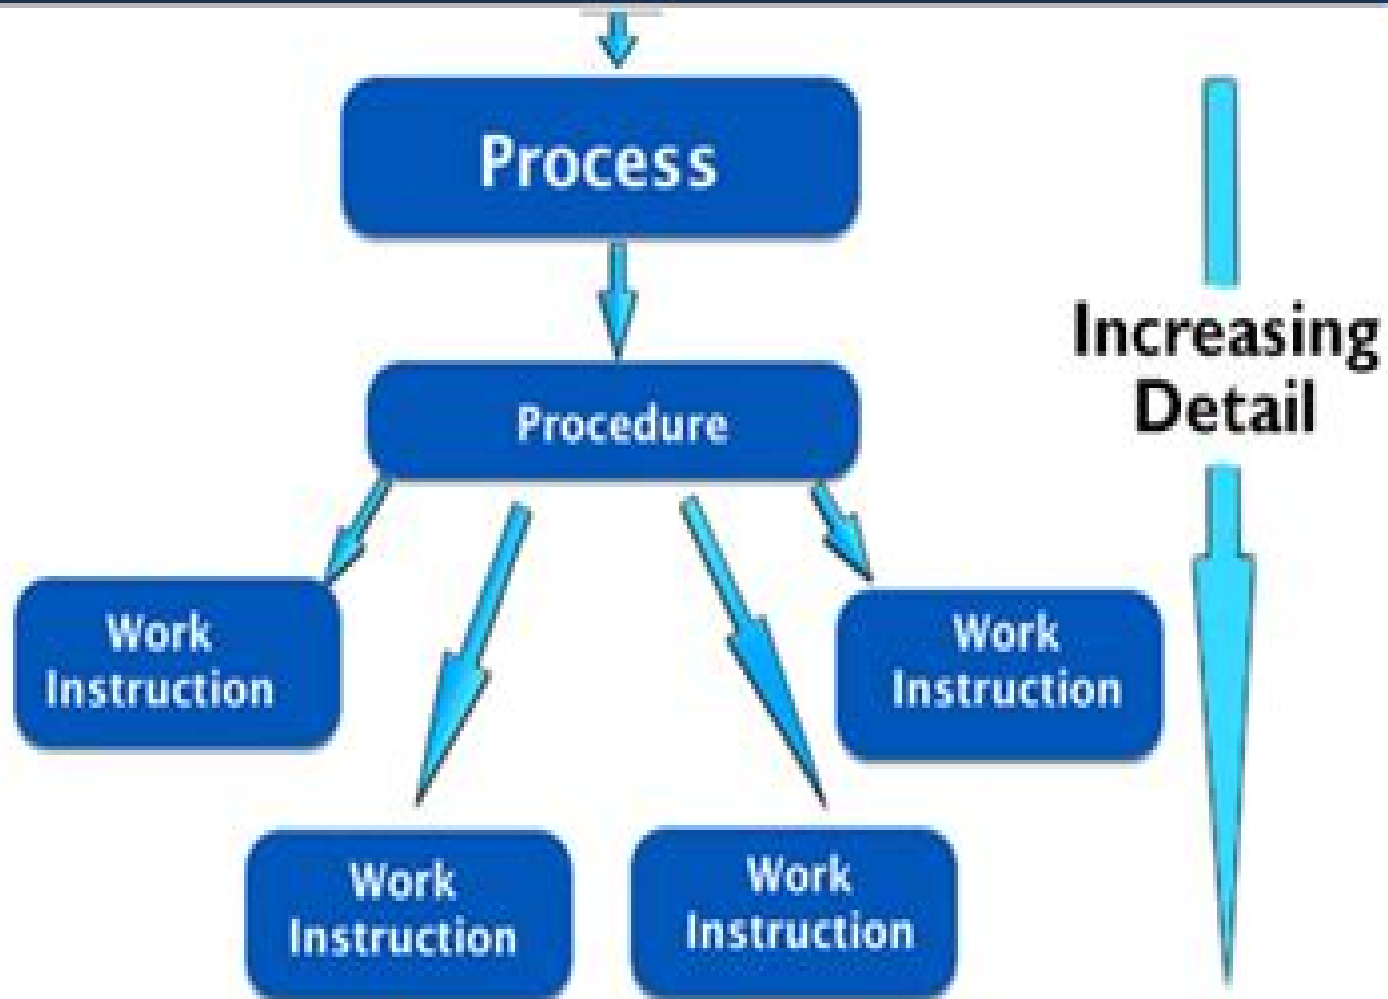 Process
Increasing
Detail
Procedure
Work
Instruction
Work
Instruction
Work
Instruction
Work
Instruction